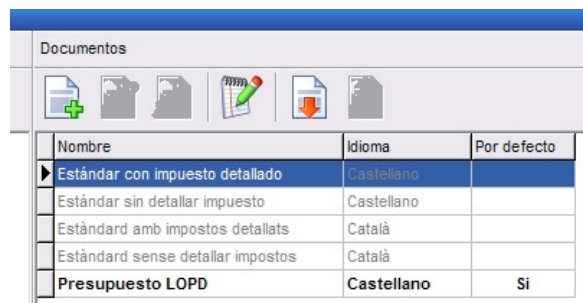 Documentos
Nombre Idioma Por defecto
Estándar con impuesto detallado Castellano
Estándar sin detallar impuesto Castellano
Estàndard amb impostos detallats Català
Estàndard sense detallar impostos Català
Presupuesto LOPD Castellano Si